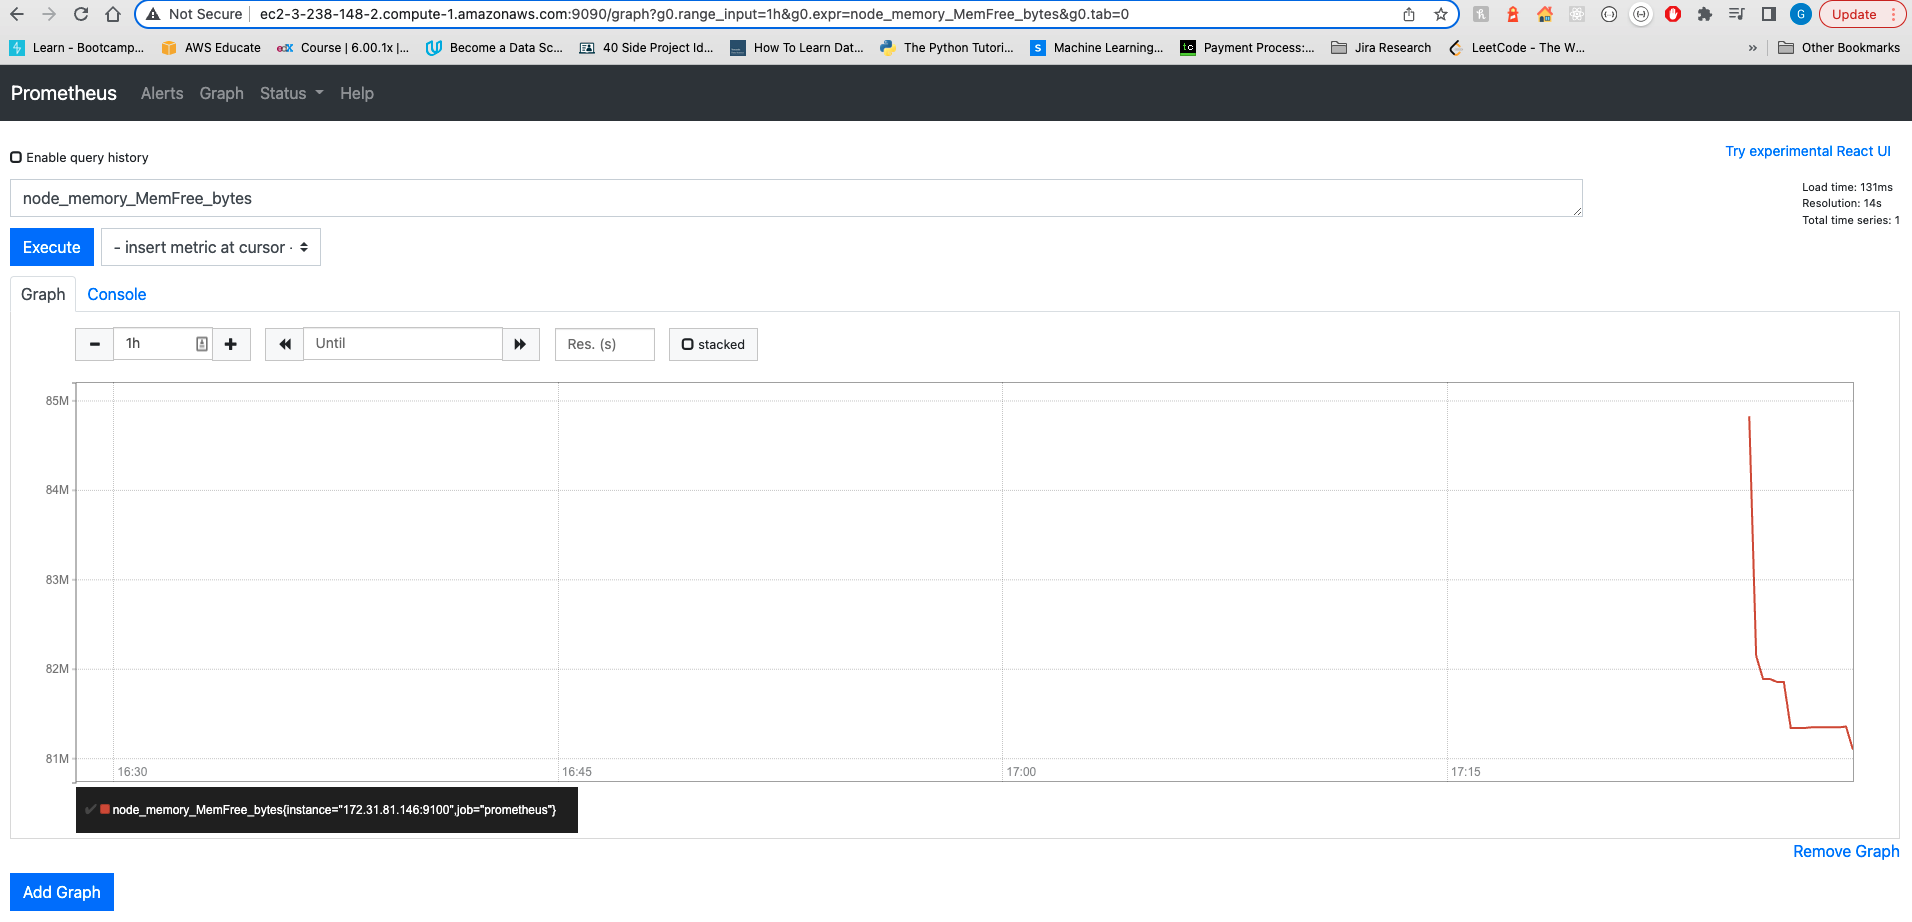 Not Secure ec2-3-238-148-2.compute-1.amazonaws.com:9090/graph?g0.range_input=1h&g0.expr=node_memory_MemFree_bytes&g0.tab=0 G Update
Learn - Bootcamp... AWS Educate edX Course | 6.00.1x |... Become a Data Sc... 40 Side Project Id... How To Learn Dat... The Python Tutori... S Machine Learning... tc Payment Process:... Jira Research LeetCode - The W... » Other Bookmarks
Prometheus Alerts Graph Status Help
Enable query history
Try experimental React UI
node_memory_MemFree_bytes
Load time: 131ms
Resolution: 14s
Total time series: 1
Execute - insert metric at cursor -
Graph Console
1h Until Res. (s) stacked
85M
84M
83M
82M
81M
16:30 16:45 17:00 17:15
node_memory_MemFree_bytes{instance="172.31.81.146:9100",job="prometheus"}
Remove Graph
Add Graph